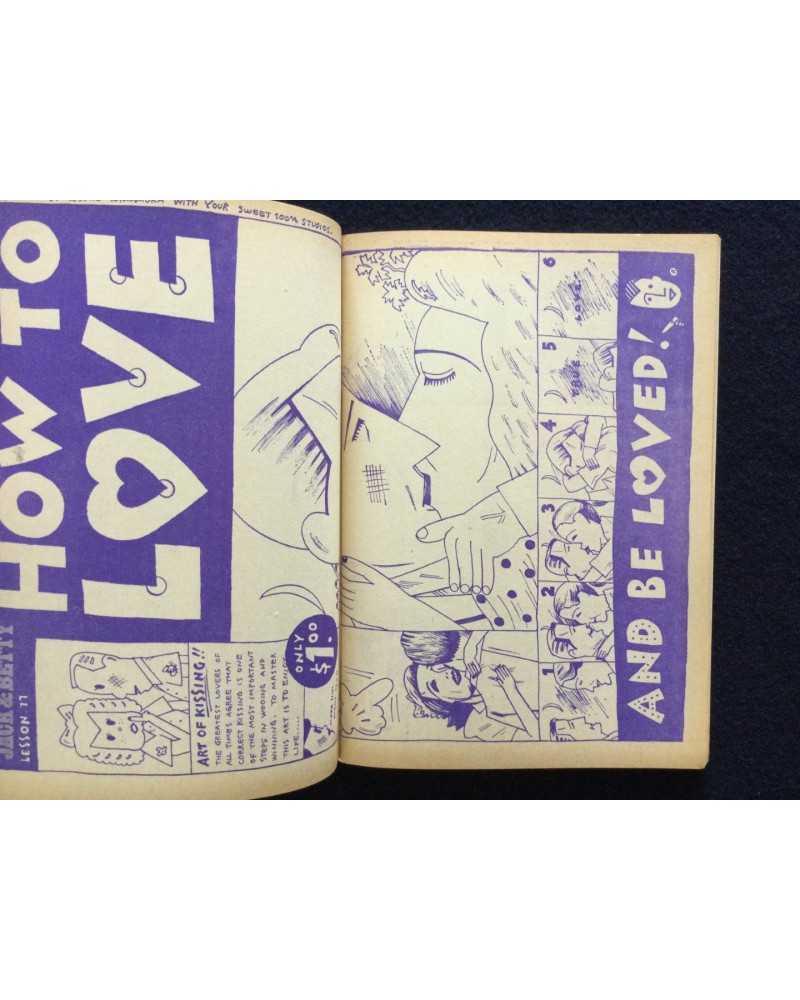 WITH YOUR SWEET TOOTH STUDIOS.
HOW TO
LOVE
JACK & BETTY
LESSON 77
ART OF KISSING!!
THE GREATEST LOVERS OF
ALL TIMES AGREE THAT
CORRECT KISSING IS ONE
OF THE MOST IMPORTANT
STEPS IN WOOING AND
WINNING. TO MASTER
THIS ART IS TO ENJOY
LIFE.....
ONLY
$1.00
AND BE LOVED!
1
2
3
4
5
TRUE
6
LOVE